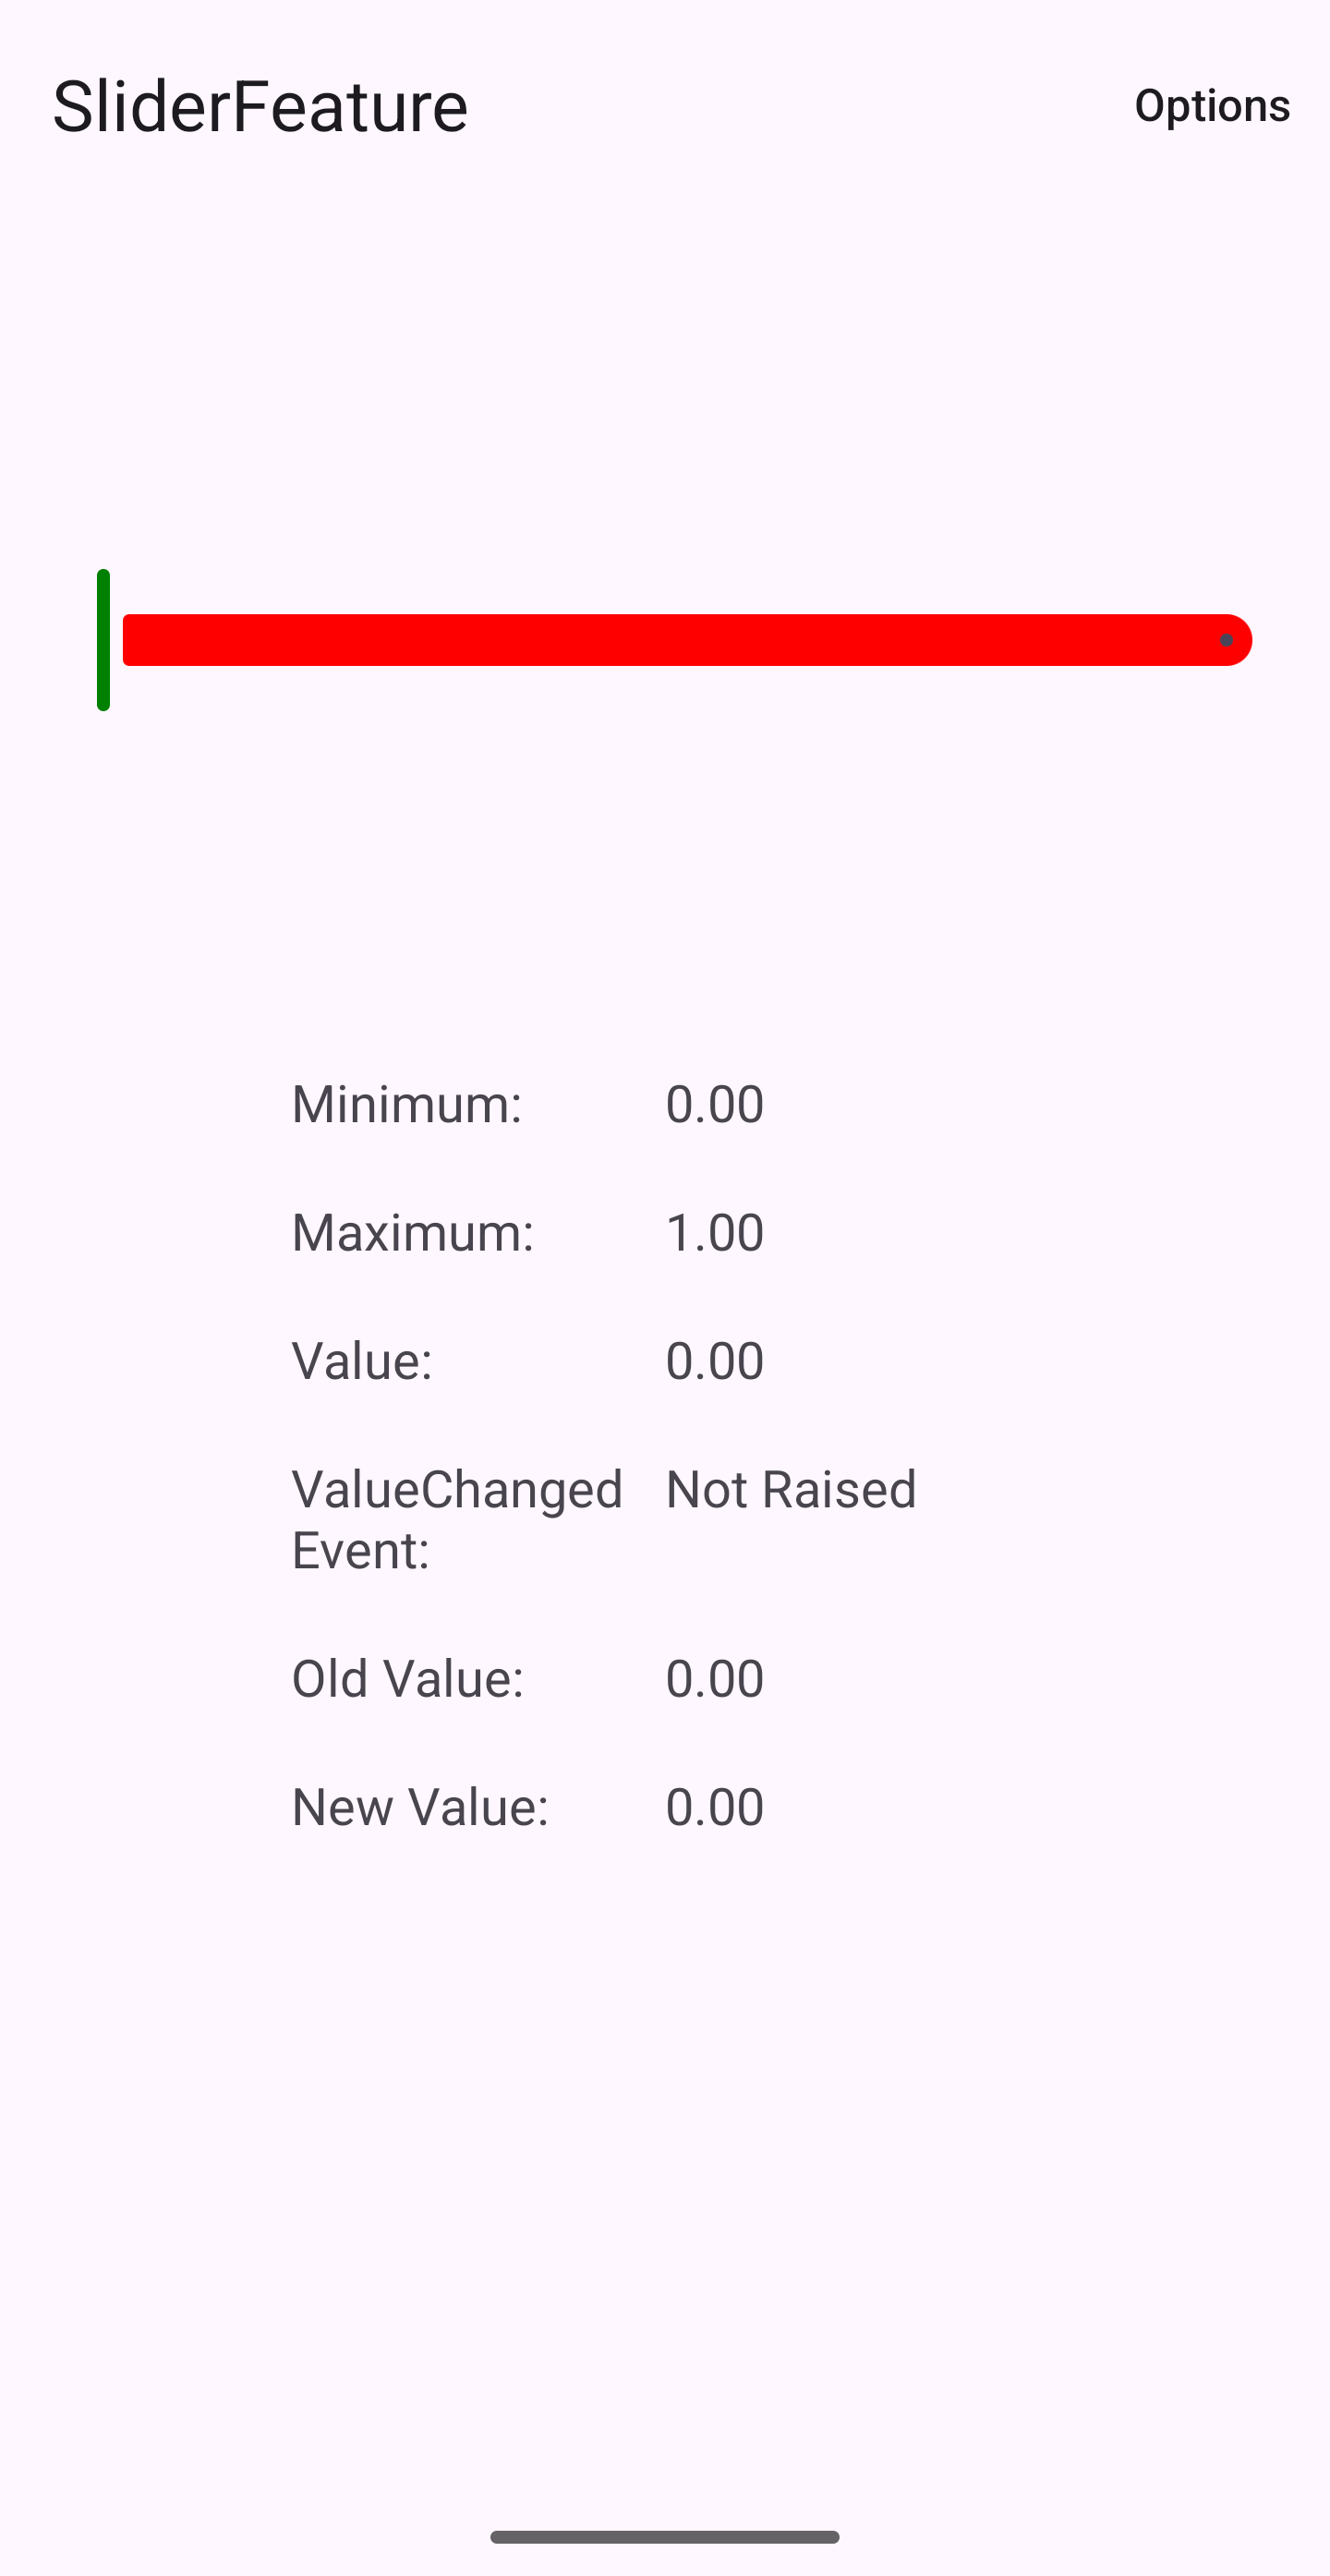 SliderFeature Options
Minimum: 0.00
Maximum: 1.00
Value: 0.00
ValueChanged Not Raised
Event:
Old Value: 0.00
New Value: 0.00